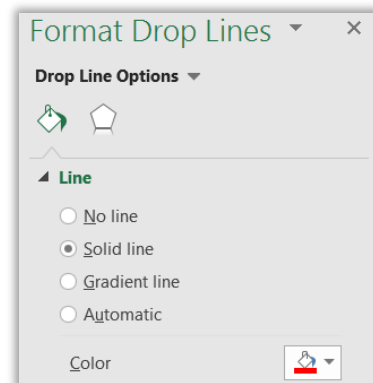 Format Drop Lines
Drop Line Options
Line
No line
Solid line
Gradient line
Automatic
Color